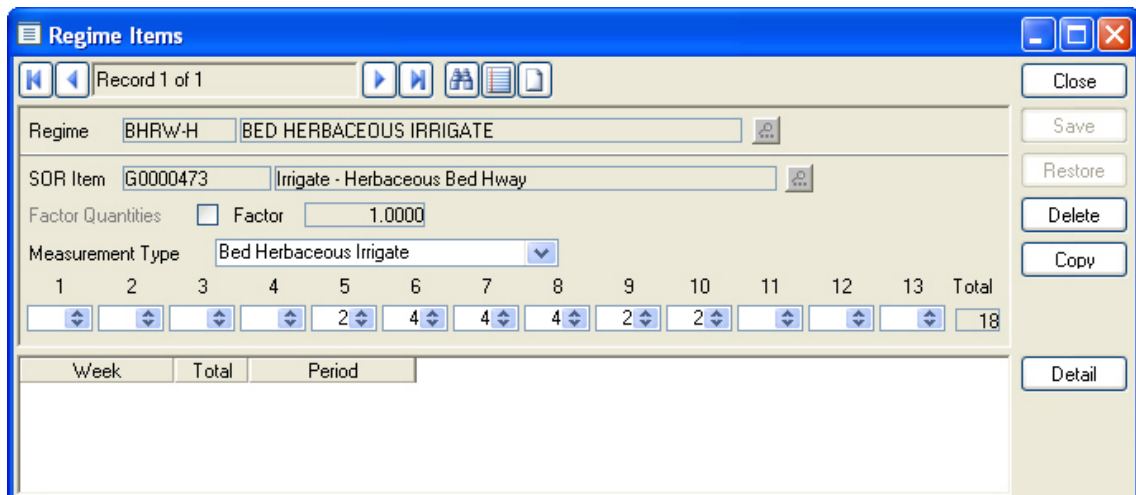 Regime Items
Record 1 of 1
Close
Regime BHRW-H BED HERBACEOUS IRRIGATE
Save
SOR Item G0000473 Irrigate - Herbaceous Bed Hway
Restore
Factor Quantities Factor 1.0000
Delete
Measurement Type Bed Herbaceous Irrigate
Copy
1 2 3 4 5 6 7 8 9 10 11 12 13 Total
2 4 4 4 2 2 18
Week Total Period
Detail